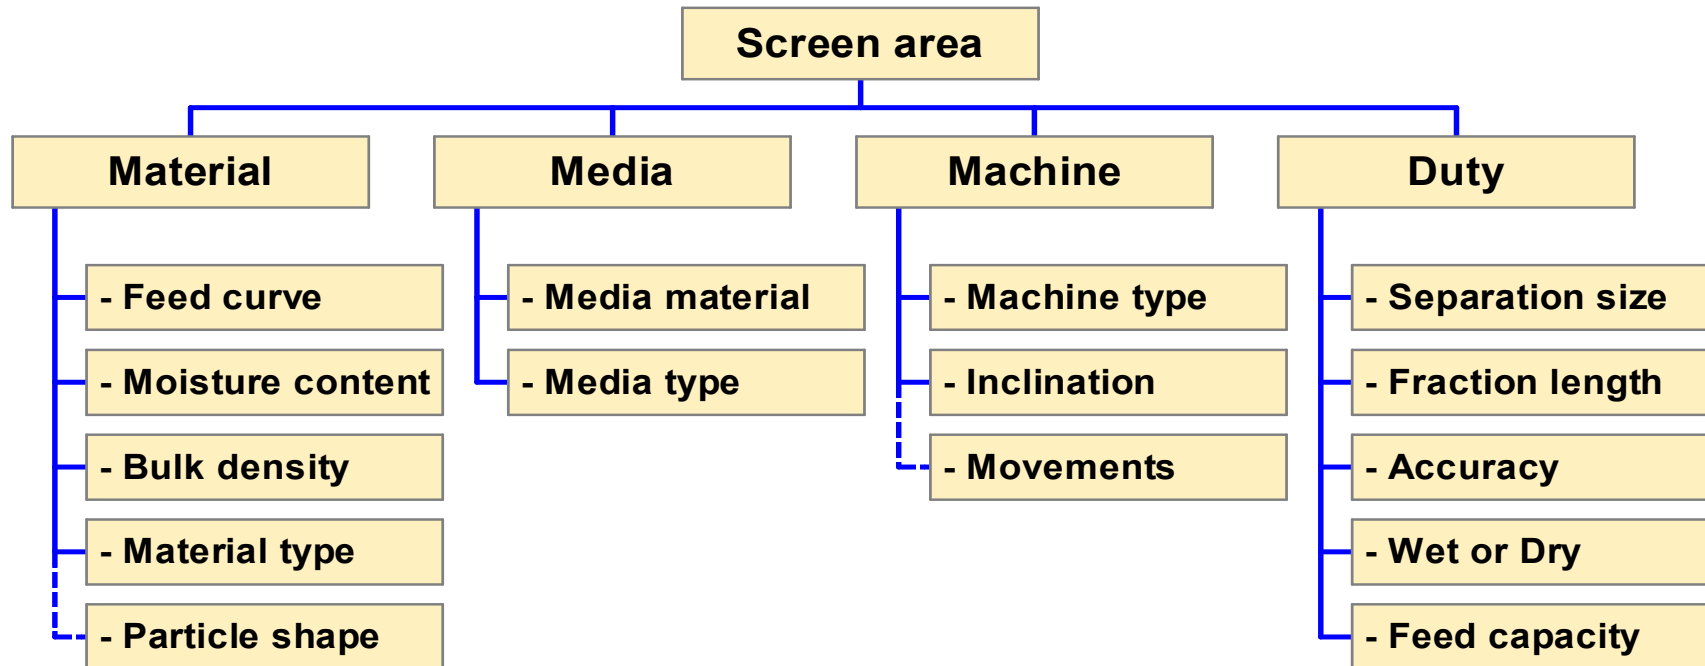 Screen area
Material
Media
Machine
Duty
- Feed curve
- Moisture content
- Bulk density
- Material type
- Particle shape
- Media material
- Media type
- Machine type
- Inclination
- Movements
- Separation size
- Fraction length
- Accuracy
- Wet or Dry
- Feed capacity